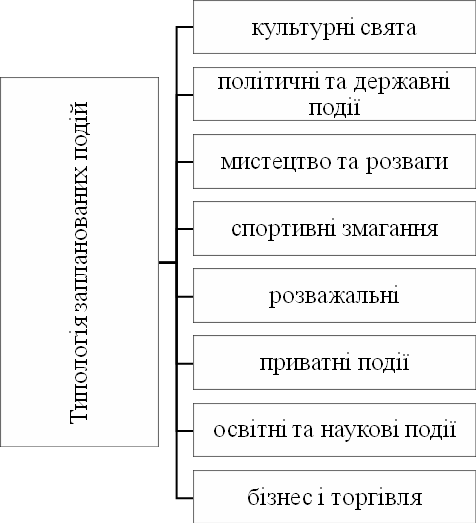 Типологія запланованих подій
культурні свята
політичні та державні
події
мистецтво та розваги
спортивні змагання
розважальні
приватні події
освітні та наукові події
бізнес і торгівля